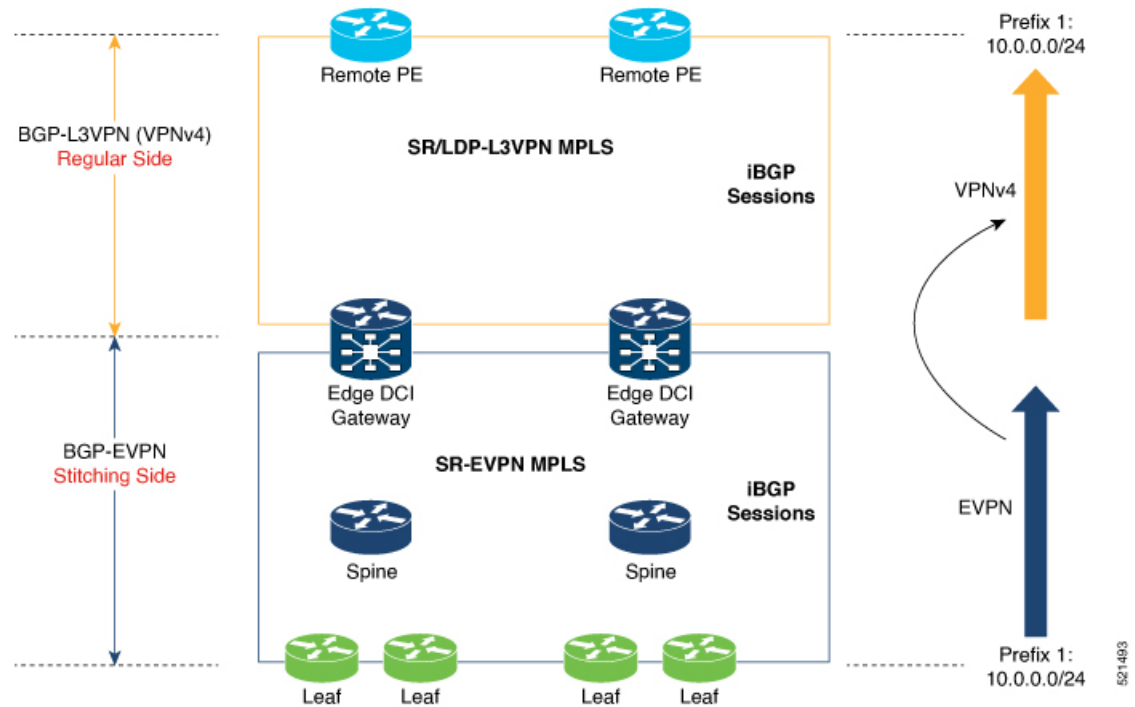 Prefix 1:
10.0.0.0/24
Remote PE
Remote PE
BGP-L3VPN (VPNv4)
Regular Side
SR/LDP-L3VPN MPLS
iBGP
Sessions
VPNv4
Edge DCI
Gateway
Edge DCI
Gateway
BGP-EVPN
Stitching Side
SR-EVPN MPLS
iBGP
Sessions
EVPN
Spine
Spine
Leaf
Leaf
Leaf
Leaf
Prefix 1:
10.0.0.0/24
521493